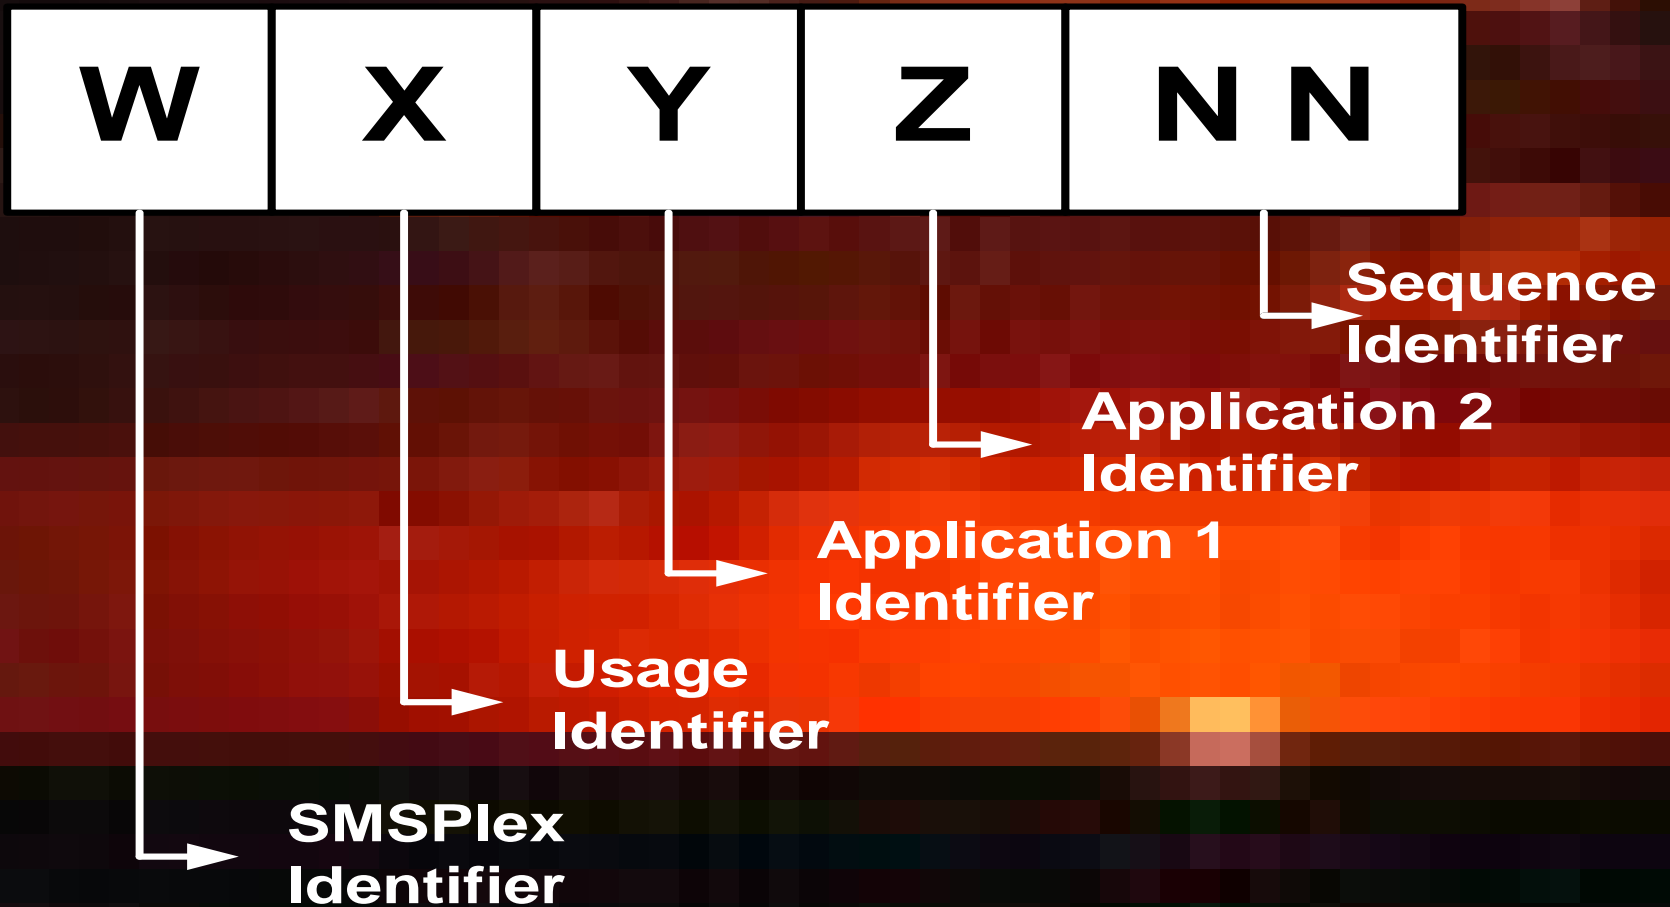 W X Y Z N N
Sequence
Identifier
Application 2
Identifier
Application 1
Identifier
Usage
Identifier
SMSPlex
Identifier